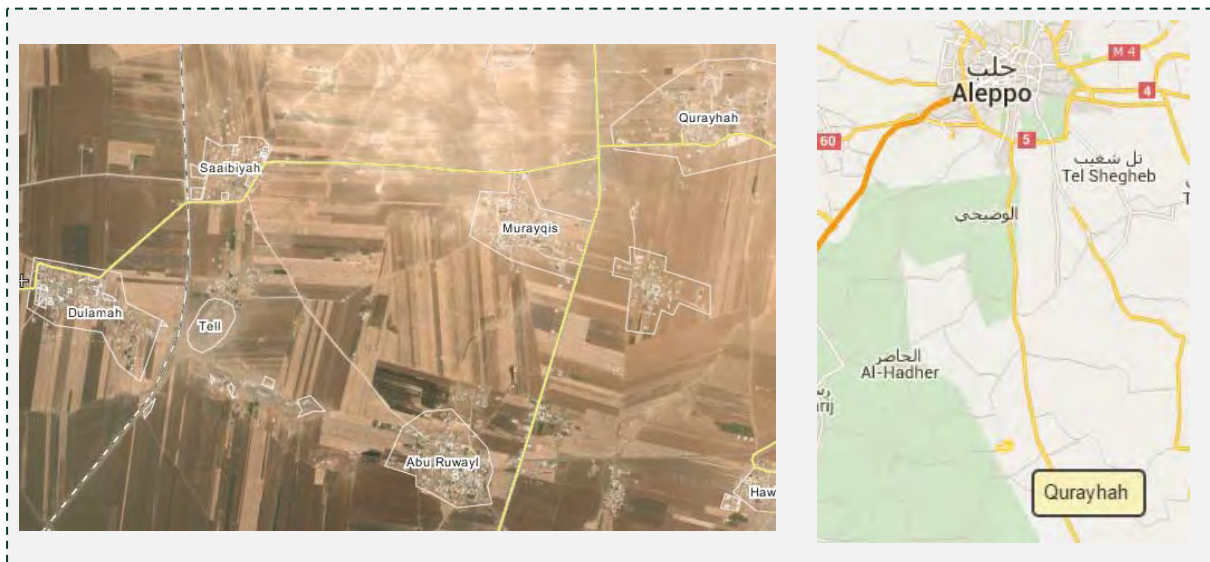 Qurayhah
Saaibiyah
Murayqis
Dulamah
Tell
Abu Ruwayl
Haw
M 4
حلب
Aleppo
4
5
60
تل شغيب
Tel Shegheb
الوضيحي
الحاضر
Al-Hadher
Qurayhah